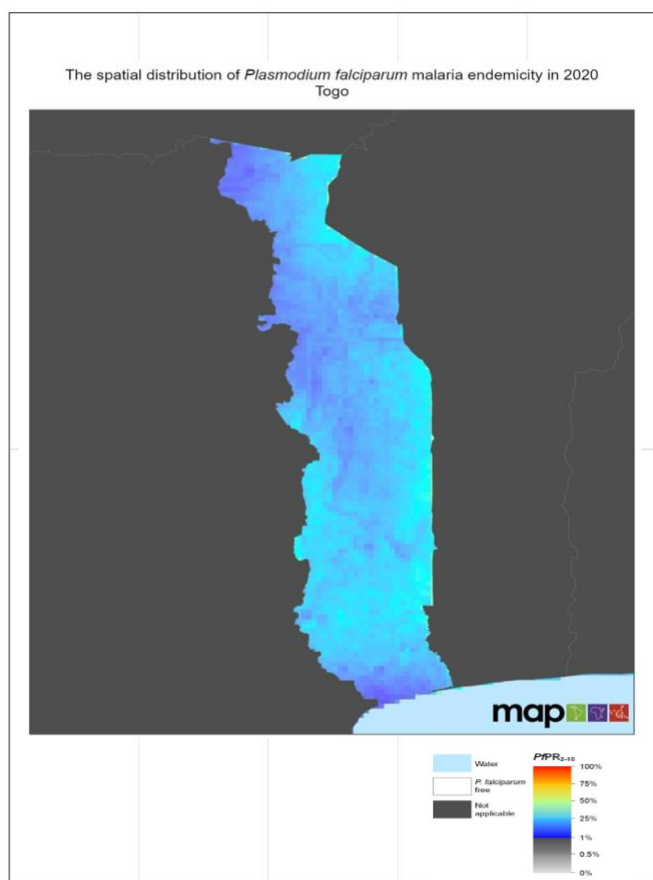 The spatial distribution of Plasmodium falciparum malaria endemicity in 2020
Togo
map
Water
P. falciparum
free
Not
applicable
PfPR2-10
100%
75%
50%
25%
1%
0.5%
0%